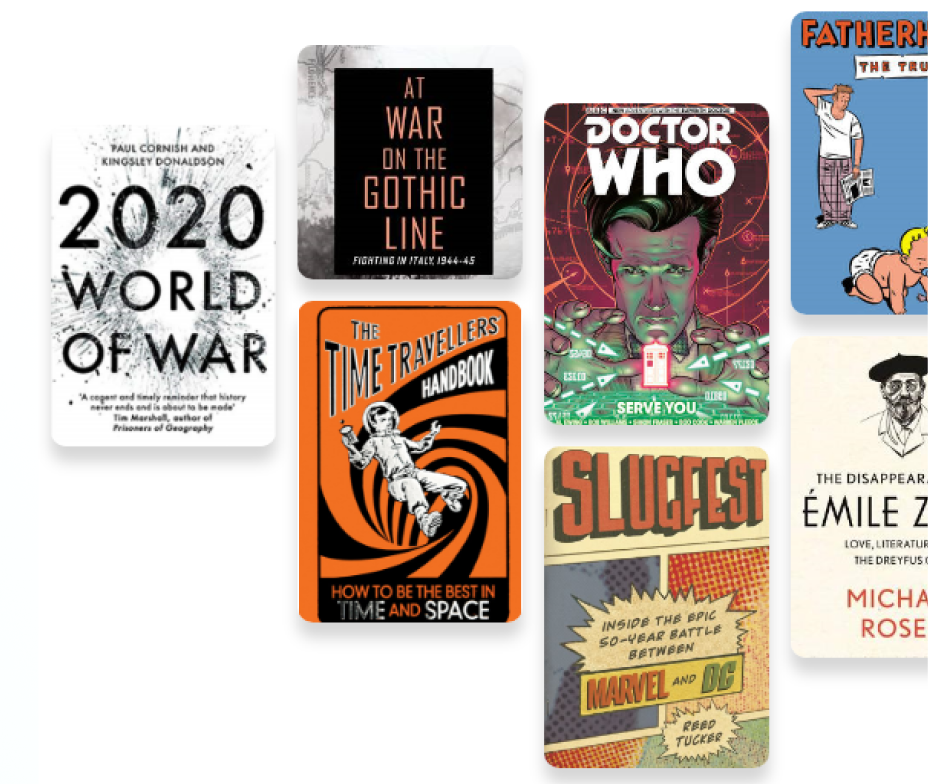 PAUL CORNISH AND
KINGSLEY DONALDSON
2020
WORLD
OF WAR
'A cogent and timely reminder that history
never ends and is about to be made'
Tim Marshall, author of
Prisoners of Geography
AT
WAR
ON THE
GOTHIC
LINE
FIGHTING IN ITALY, 1944-45
THE
TIME TRAVELLERS'
HANDBOOK
HOW TO BE THE BEST IN
TIME AND SPACE
DOCTOR
WHO
SERVE YOU
SLUGFEST
INSIDE THE EPIC
50-YEAR BATTLE
BETWEEN
MARVEL AND DC
REED
TUCKER
FATHERH
THE TRU
THE DISAPPEARA
ÉMILE Z
LOVE, LITERATUR
THE DREYFUS C
MICHA
ROSE